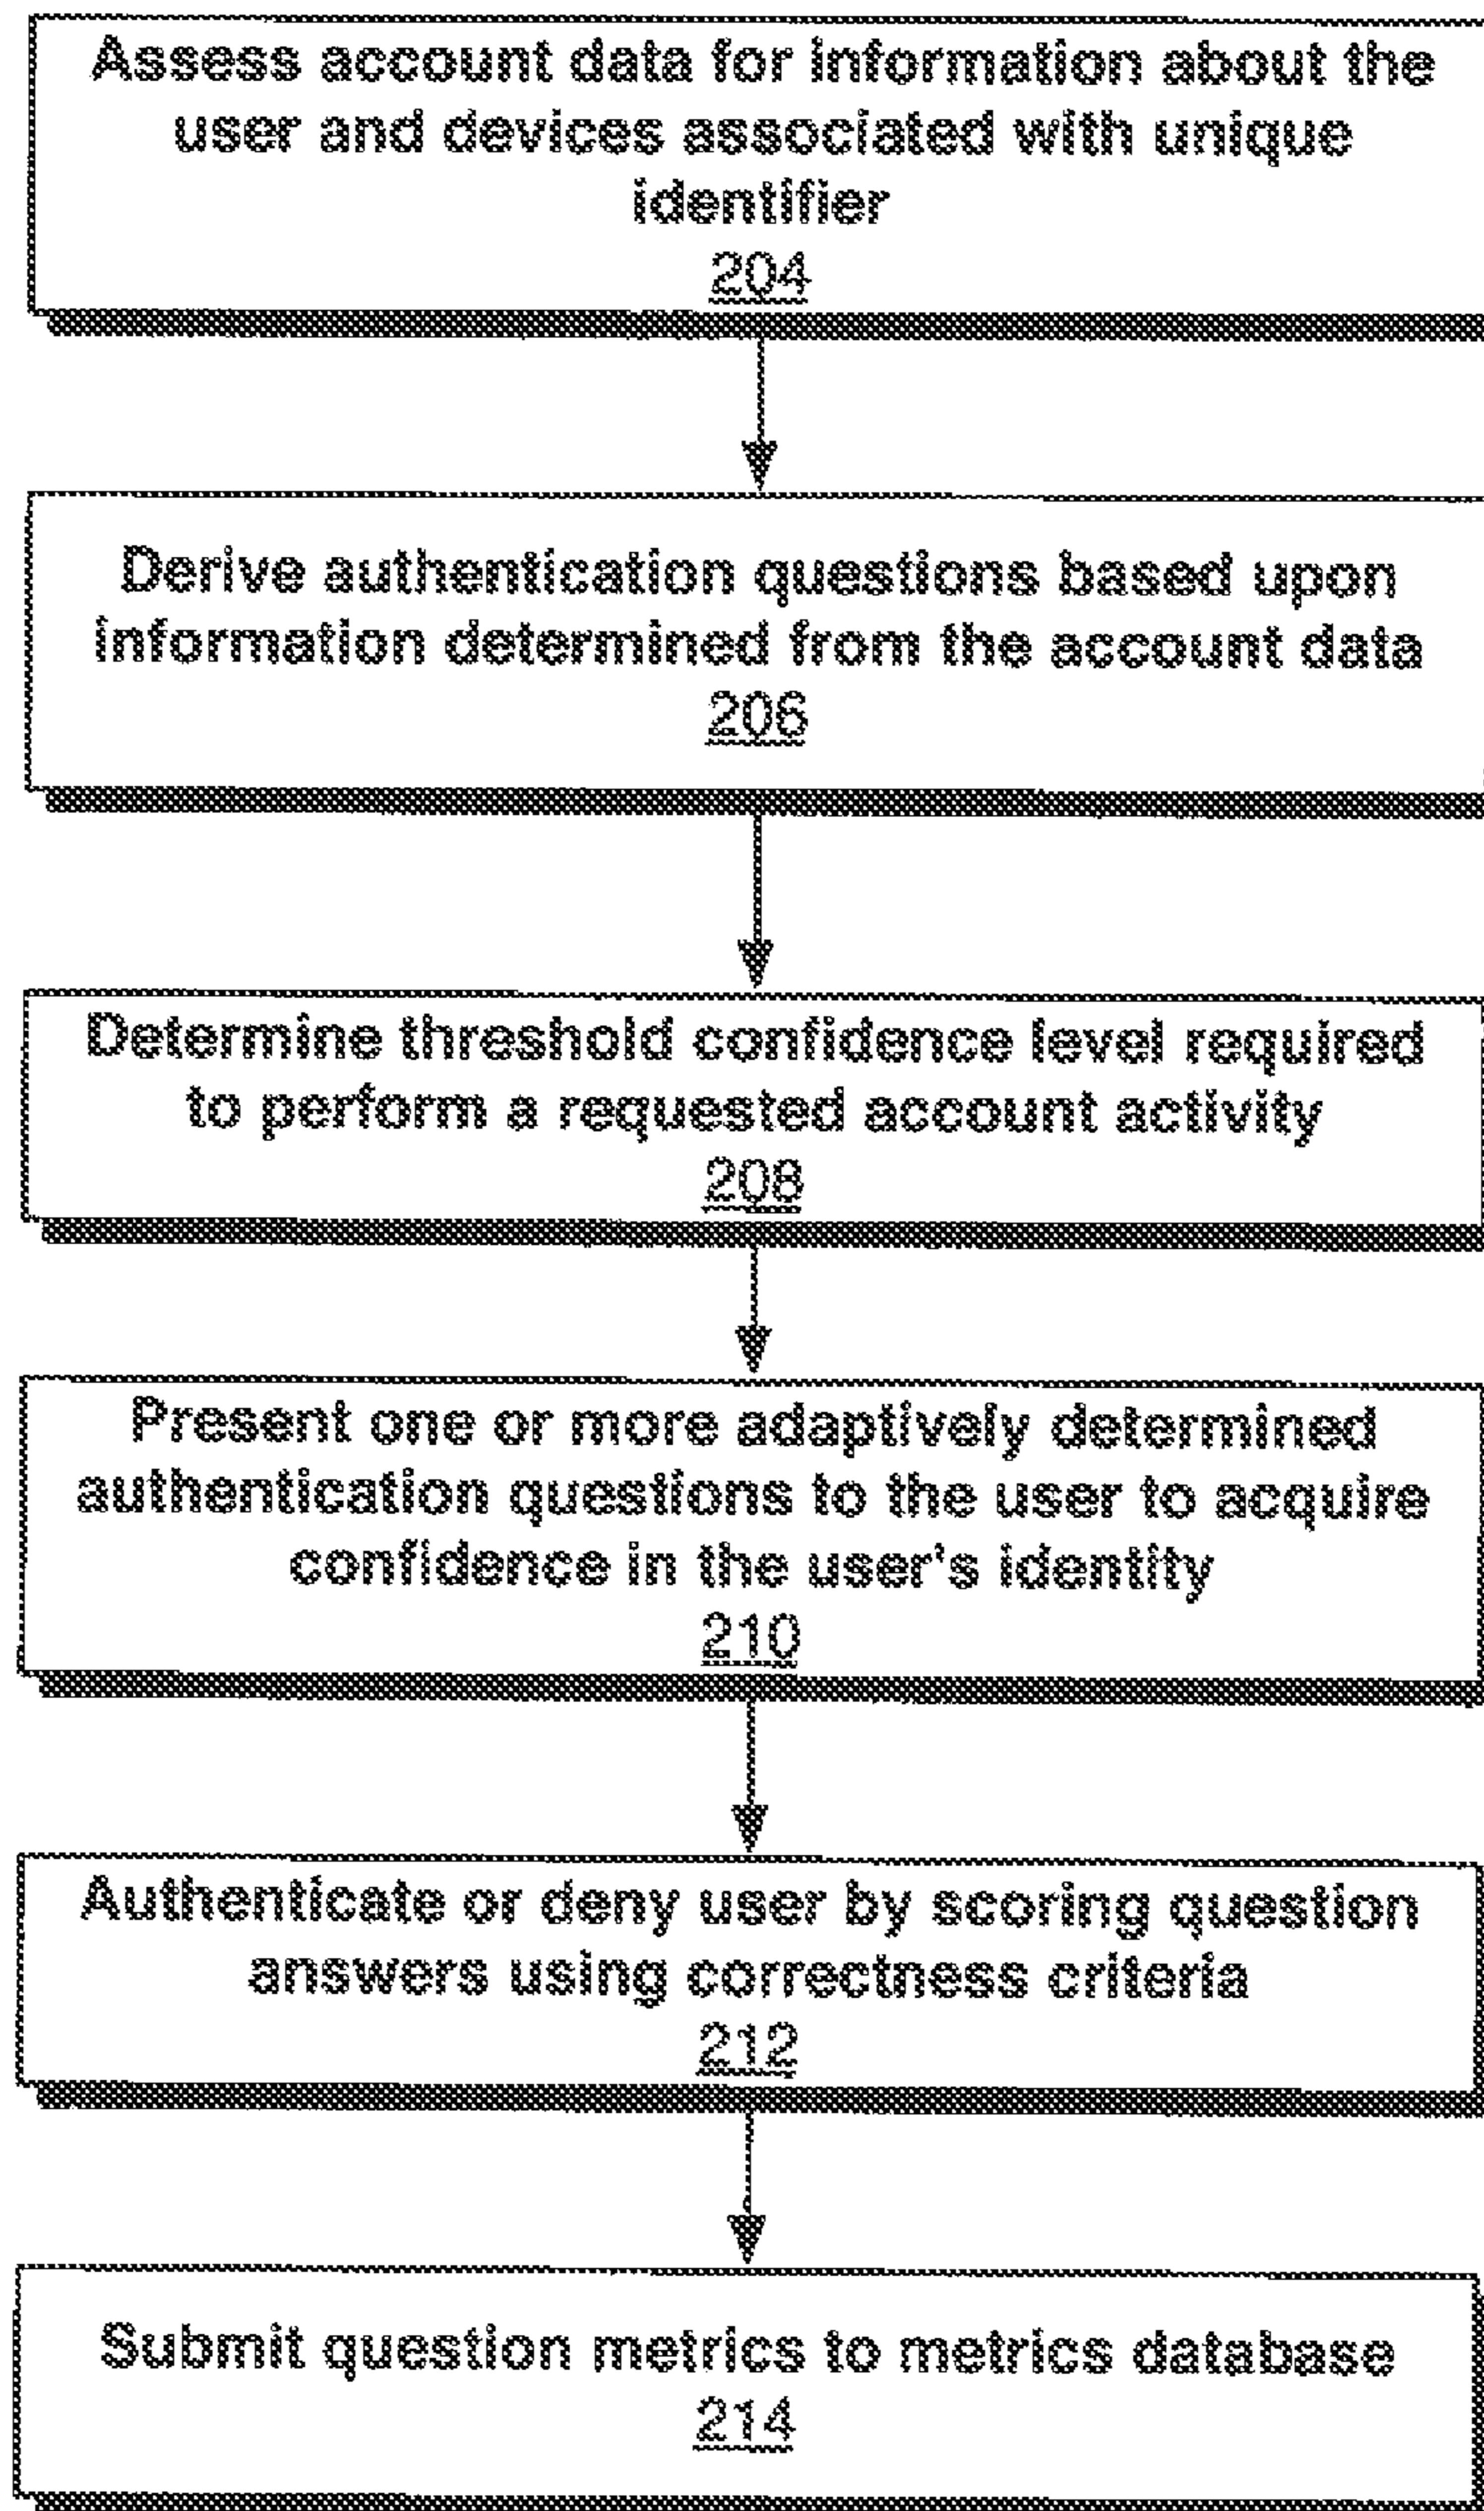 Assess account data for information about the
user and devices associated with unique
identifier
204
Derive authentication questions based upon
information determined from the account data
206
Determine threshold confidence level required
to perform a requested account activity
208
Present one or more adaptively determined
authentication questions to the user to acquire
confidence in the user's identity
210
Authenticate or deny user by scoring question
answers using correctness criteria
212
Submit question metrics to metrics database
214